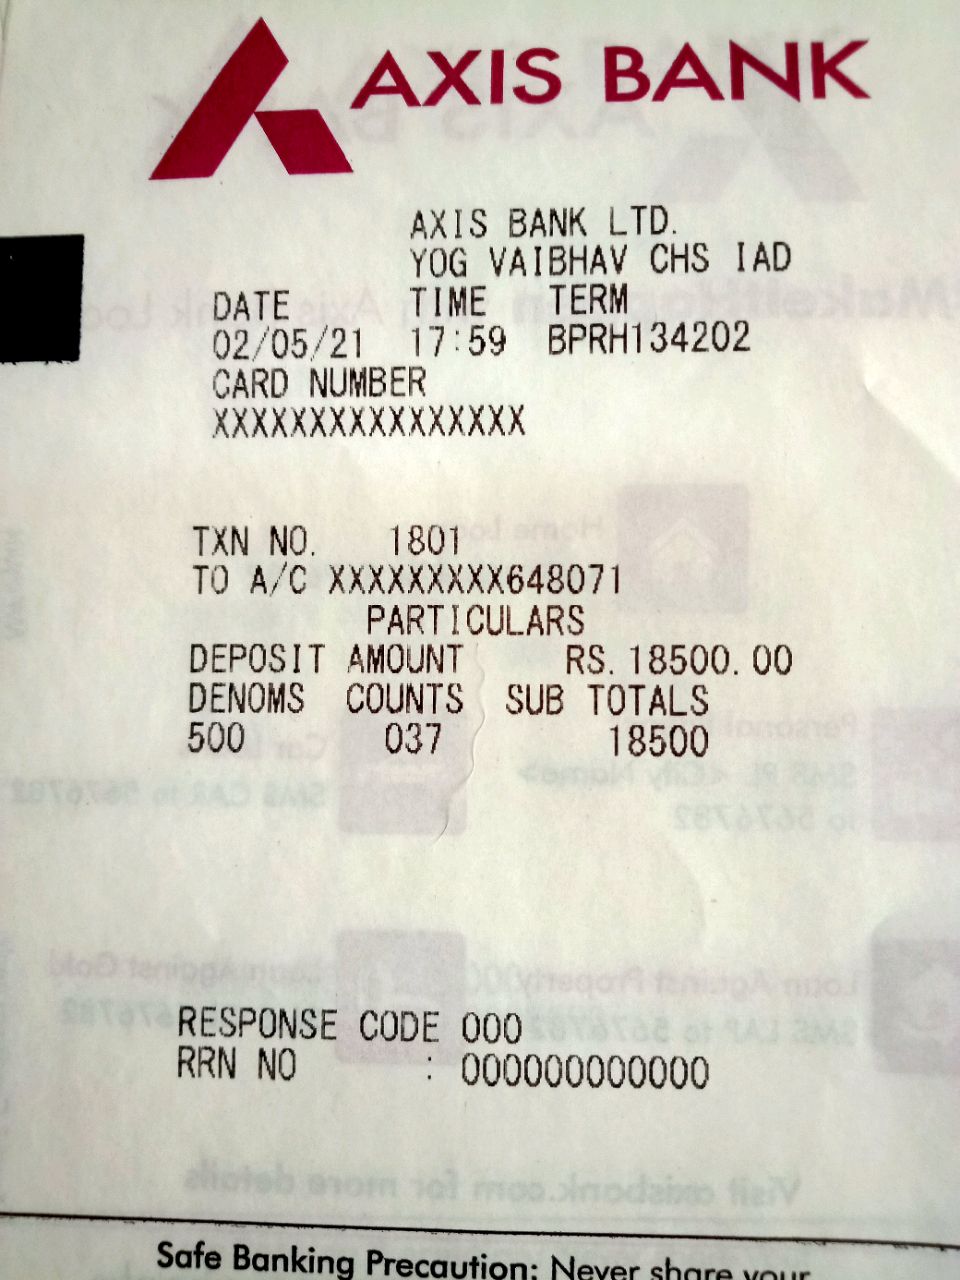 AXIS BANK
AXIS BANK LTD.
YOG VAIBHAV CHS IAD
DATE TIME TERM
02/05/21 17:59 BPRH134202
CARD NUMBER
XXXXXXXXXXXXXXXX
TXN NO. 1801
TO A/C XXXXXXXXX648071
PARTICULARS
DEPOSIT AMOUNT RS. 18500.00
DENOMS COUNTS SUB TOTALS
500 037 18500
RESPONSE CODE 000
RRN NO : 000000000000
Safe Banking Precaution: Never share your